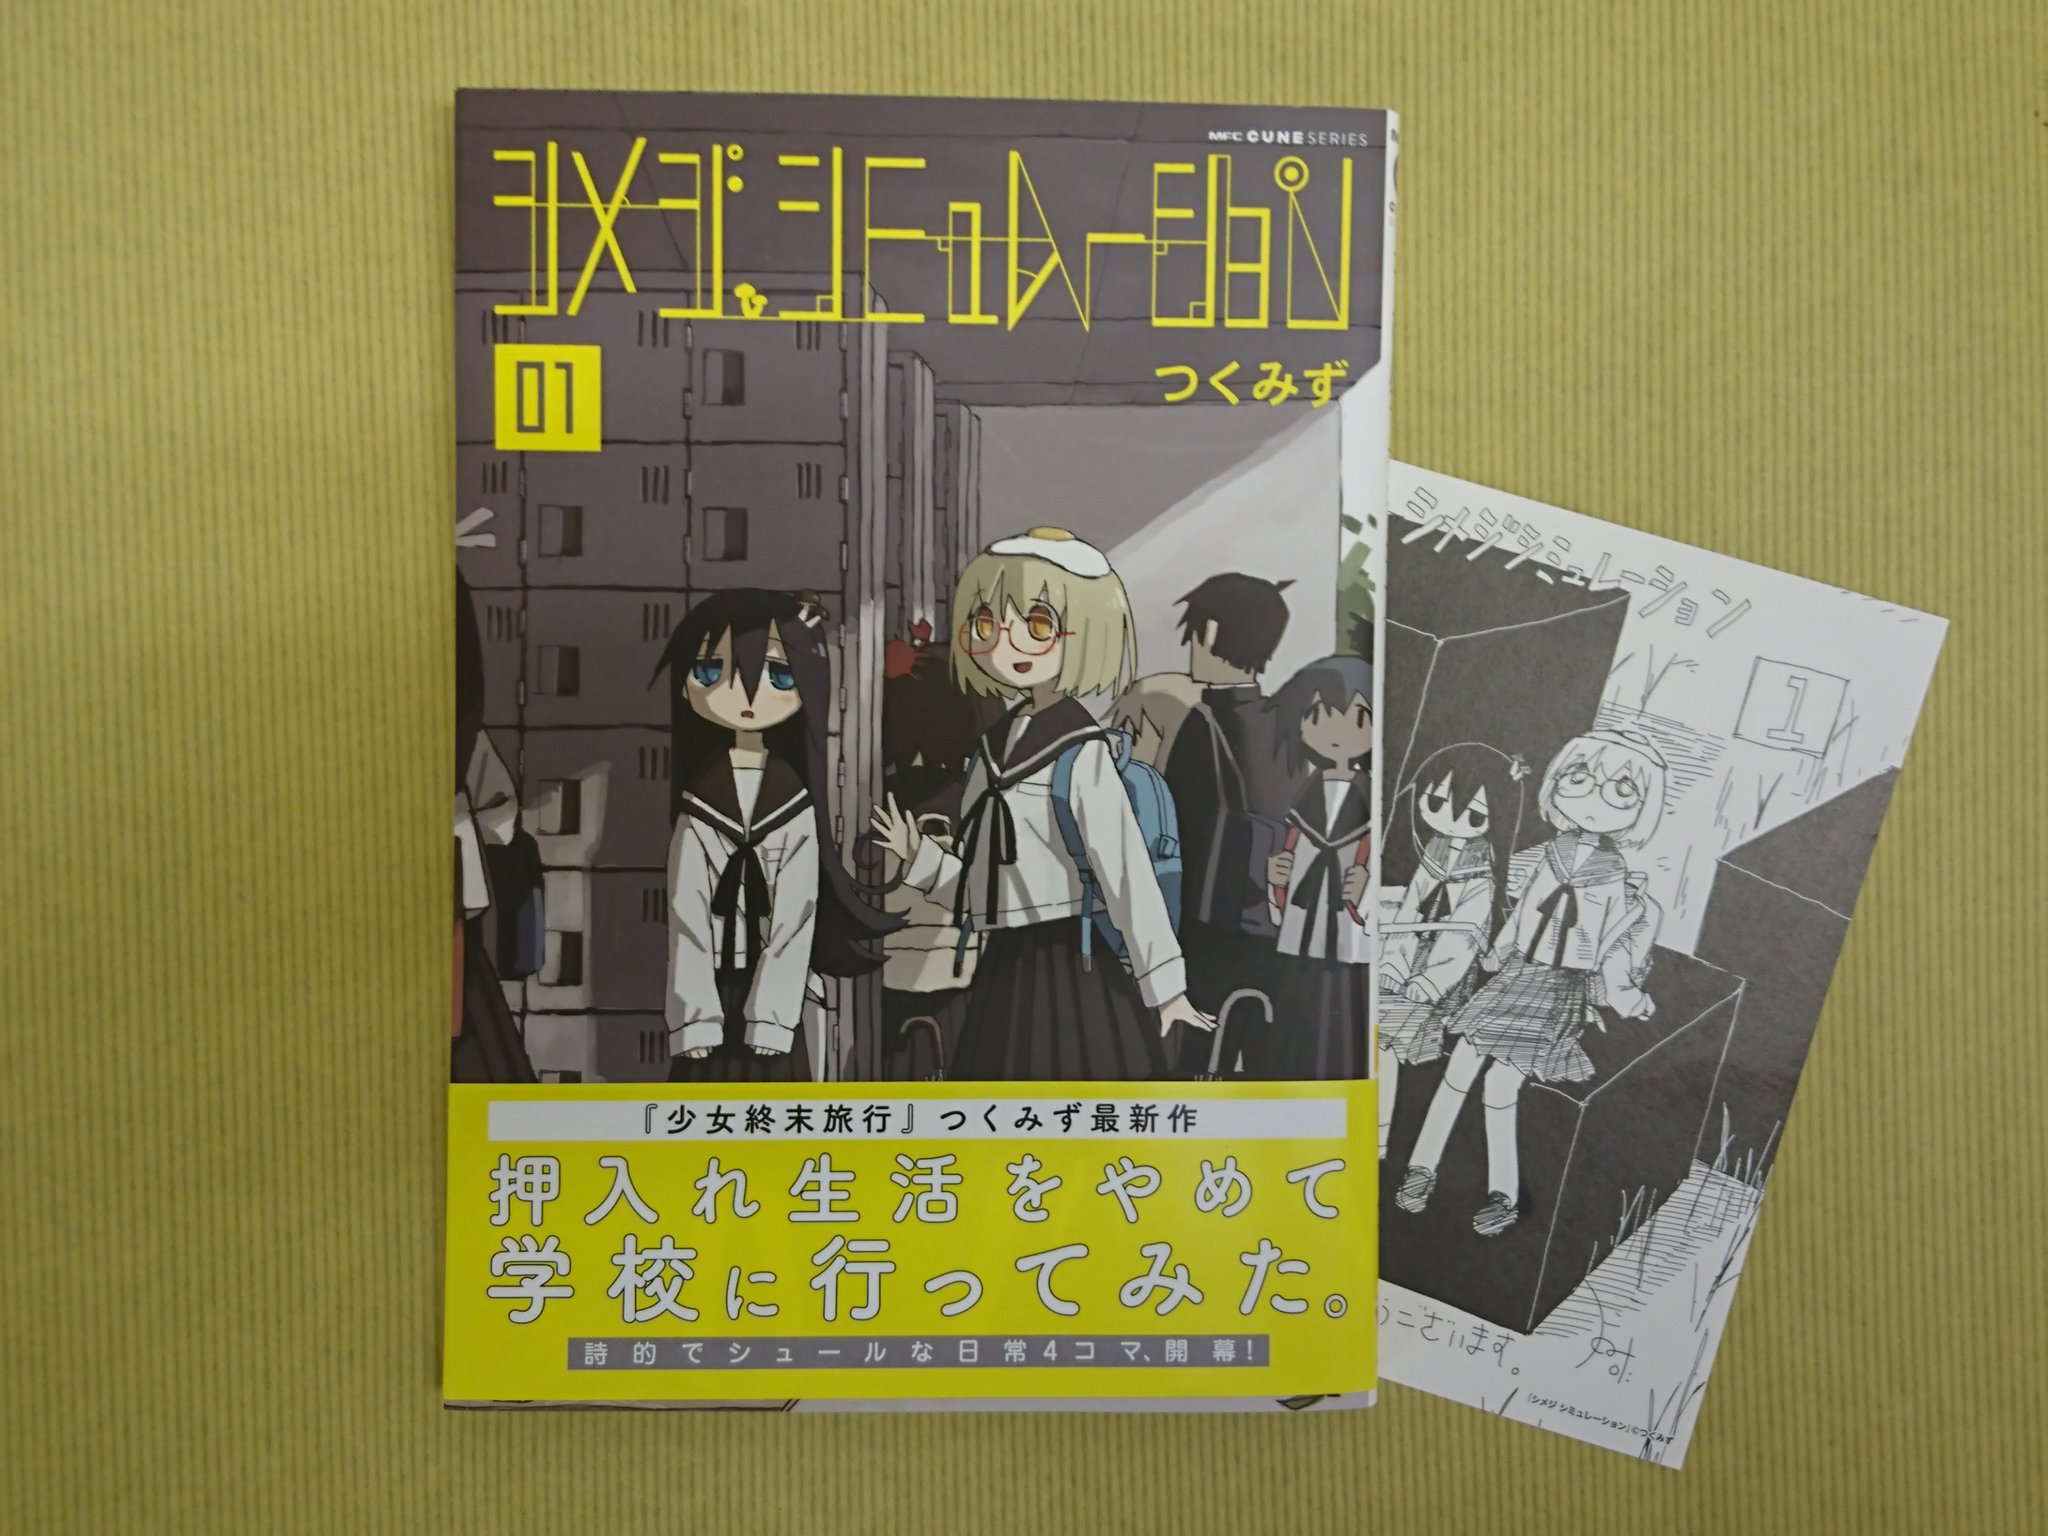 MFC CUNE SERIES
シメジ シミュレーション
01
つくみず
『少女終末旅行』つくみず最新作
押入れ生活をやめて
学校に行ってみた。
詩的でシュールな日常4コマ、開幕!
シメジシミュレーション
1
うございます。
『シメジ シミュレーション』©つくみず